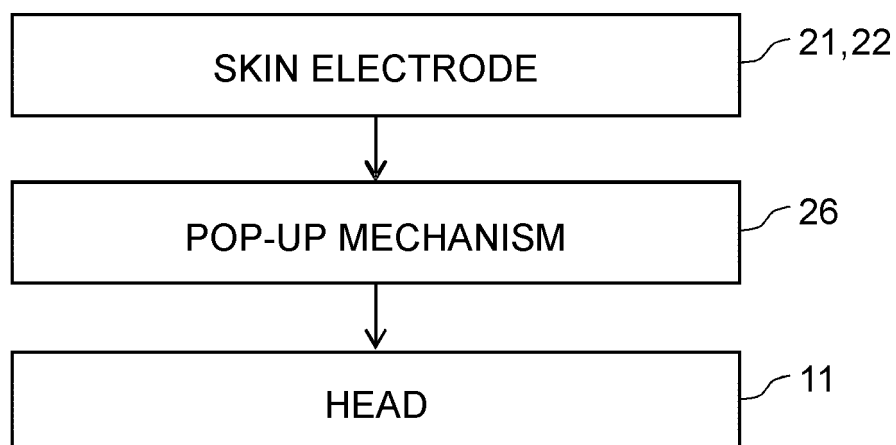 SKIN ELECTRODE
21,22
POP-UP MECHANISM
26
HEAD
11